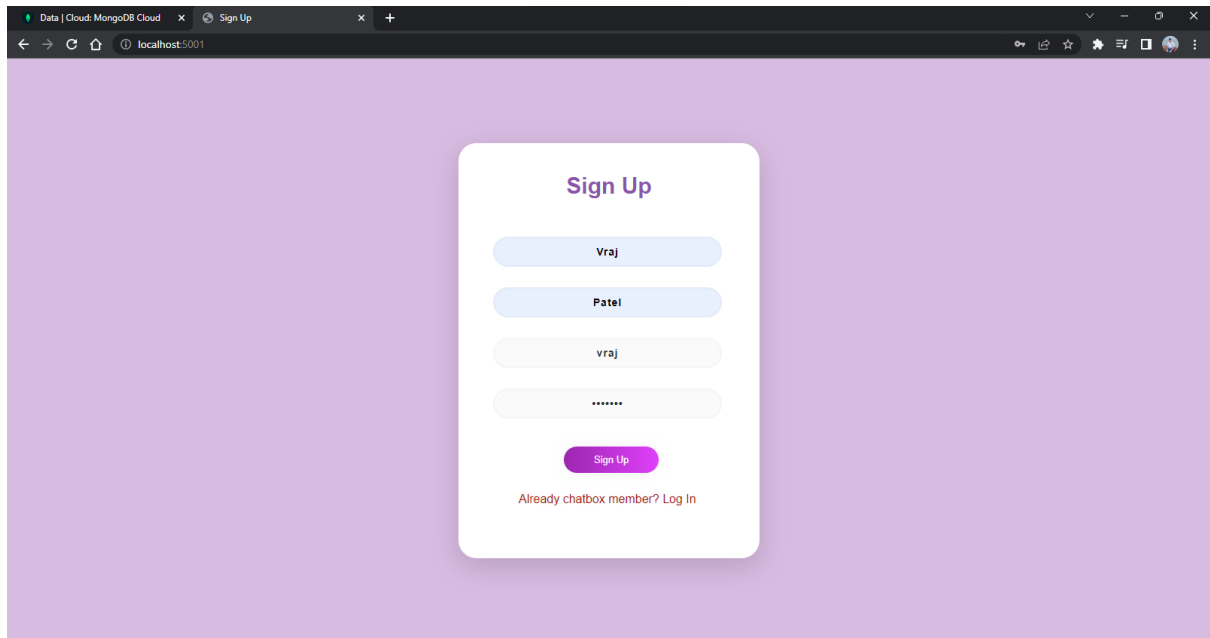 Data | Cloud: MongoDB Cloud
Sign Up
localhost:5001
Sign Up
Vraj
Patel
vraj
•••••••
Sign Up
Already chatbox member? Log In